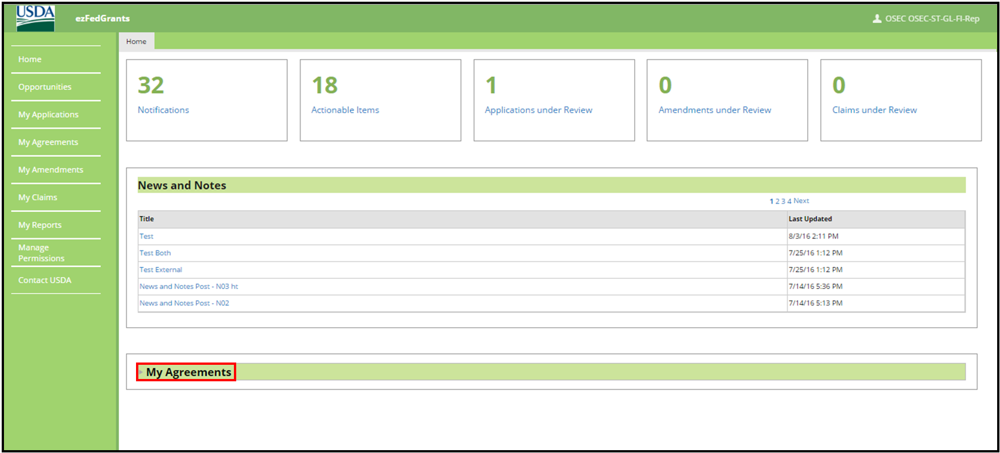 USDA
ezFedGrants
OSEC OSEC-ST-GL-FI-Rep
Home
Opportunities
My Applications
My Agreements
My Amendments
My Claims
My Reports
Manage
Permissions
Contact USDA
Home
32
Notifications
18
Actionable Items
1
Applications under Review
0
Amendments under Review
0
Claims under Review
News and Notes
1 2 3 4 Next
Title Last Updated
Test 8/3/16 2:11 PM
Test Both 7/25/16 1:12 PM
Test External 7/25/16 1:12 PM
News and Notes Post - N03 ht 7/14/16 5:36 PM
News and Notes Post - N02 7/14/16 5:13 PM
My Agreements